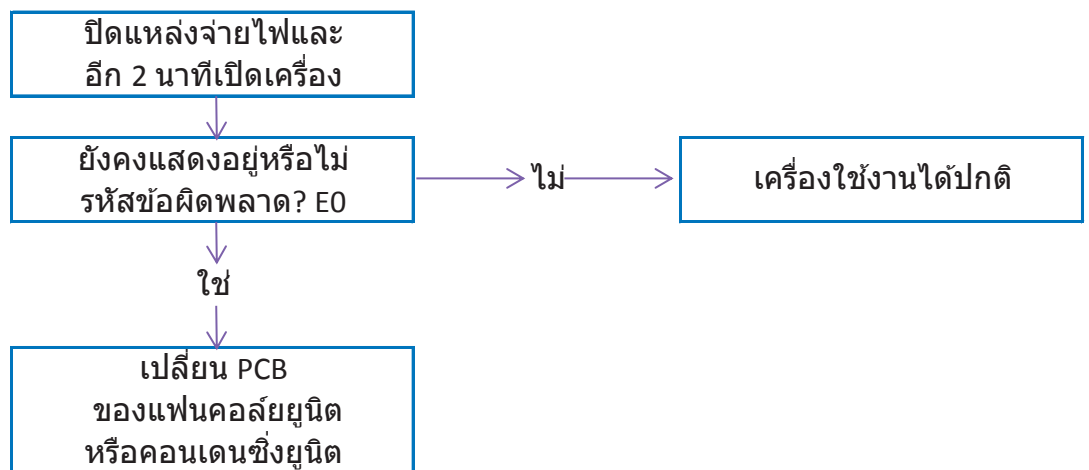 ปิดแหล่งจ่ายไฟและ
อีก 2 นาทีเปิดเครื่อง
ยังคงแสดงอยู่หรือไม่
รหัสข้อผิดพลาด? E0
ไม่
เครื่องใช้งานได้ปกติ
ใช่
เปลี่ยน PCB
ของแฟนคอล์ยยูนิต
หรือคอนเดนซิ่งยูนิต